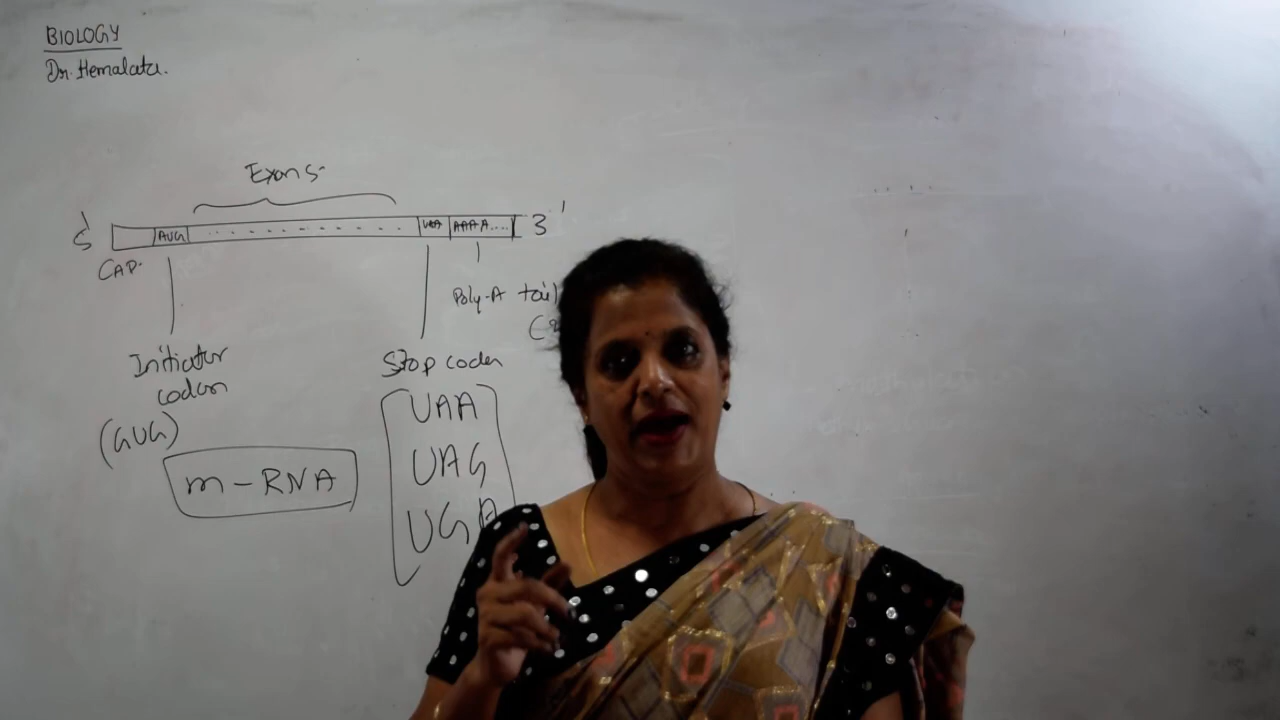 BIOLOGY
Dr. Hemalata.
Exons
5'
AUG
- - - - - - - - - -
UAA
AAAA....
3'
CAP.
Poly-A tail
Initiator
codon
(GUG)
Stop codon
UAA
UAG
UGA
m-RNA